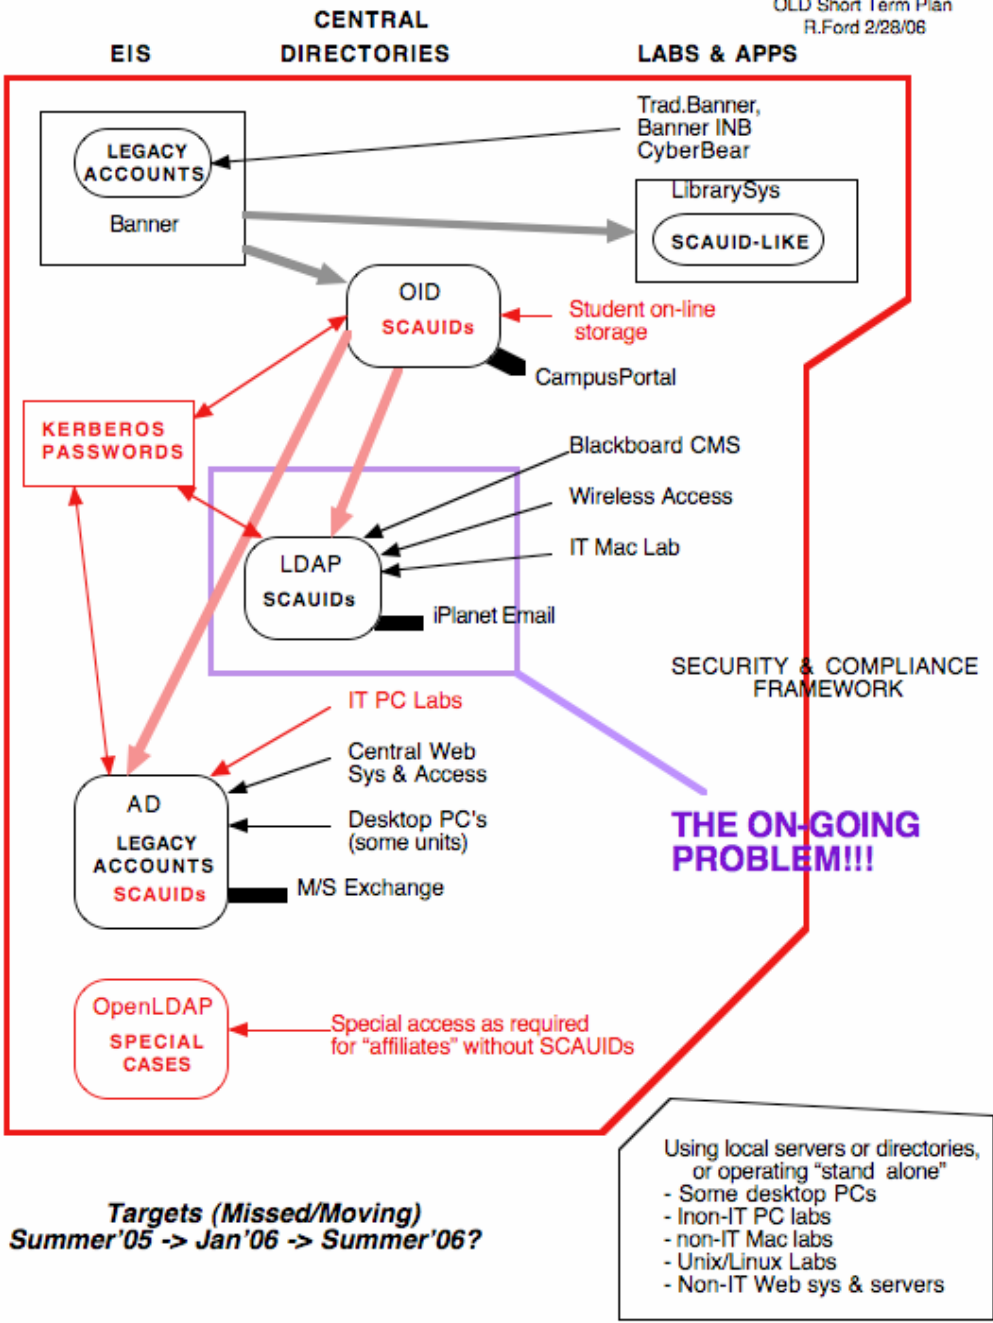 OLD Short Term Plan
R.Ford 2/28/06
CENTRAL
EIS DIRECTORIES LABS & APPS
Trad.Banner,
Banner INB
CyberBear
LEGACY
ACCOUNTS
Banner
LibrarySys
SCAUID-LIKE
OID
SCAUIDs
Student on-line
storage
CampusPortal
KERBEROS
PASSWORDS
Blackboard CMS
Wireless Access
IT Mac Lab
LDAP
SCAUIDs
iPlanet Email
SECURITY & COMPLIANCE
FRAMEWORK
IT PC Labs
Central Web
Sys & Access
Desktop PC's
(some units)
M/S Exchange
AD
LEGACY
ACCOUNTS
SCAUIDs
THE ON-GOING
PROBLEM!!!
OpenLDAP
SPECIAL
CASES
Special access as required
for “affiliates” without SCAUIDs
Using local servers or directories,
or operating “stand alone”
- Some desktop PCs
- Inon-IT PC labs
- non-IT Mac labs
- Unix/Linux Labs
- Non-IT Web sys & servers
Targets (Missed/Moving)
Summer'05 -> Jan'06 -> Summer'06?